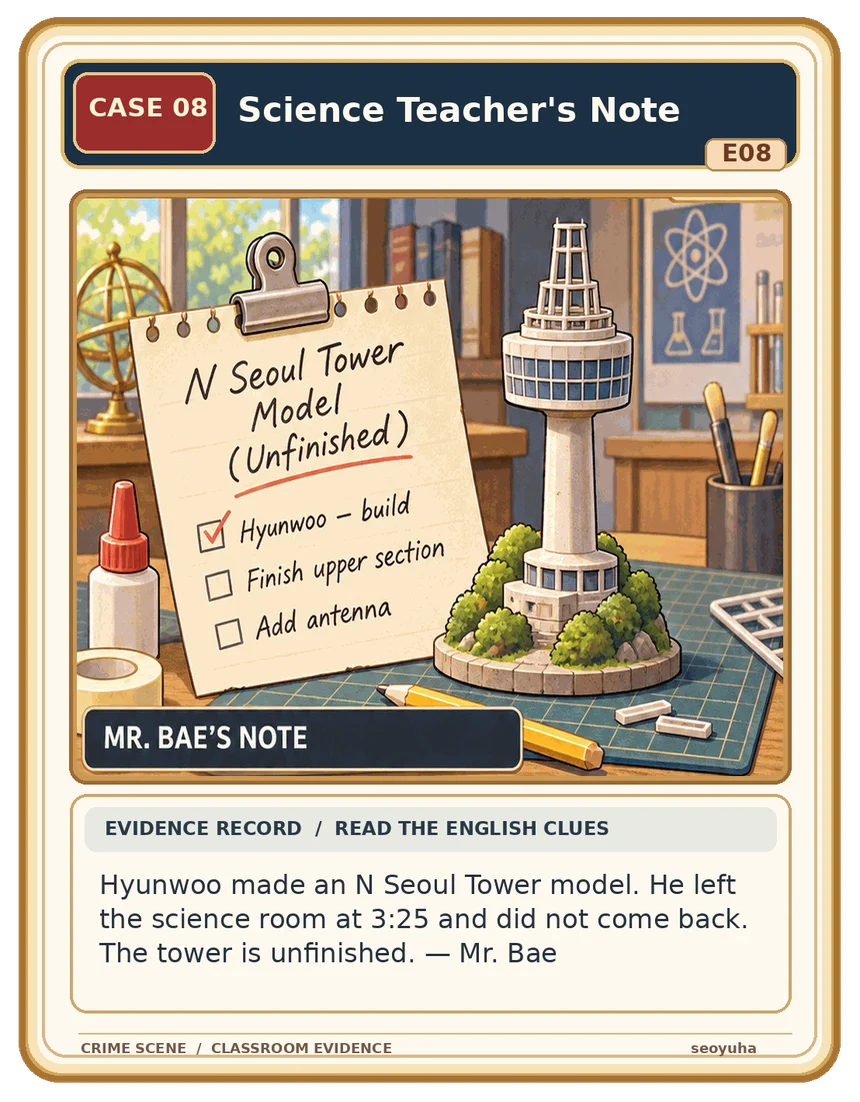 CASE 08
Science Teacher's Note
E08
N Seoul Tower
Model
(Unfinished)
Hyunwoo – build
Finish upper section
Add antenna
MR. BAE’S NOTE
EVIDENCE RECORD / READ THE ENGLISH CLUES
Hyunwoo made an N Seoul Tower model. He left
the science room at 3:25 and did not come back.
The tower is unfinished. — Mr. Bae
CRIME SCENE / CLASSROOM EVIDENCE
seoyuha